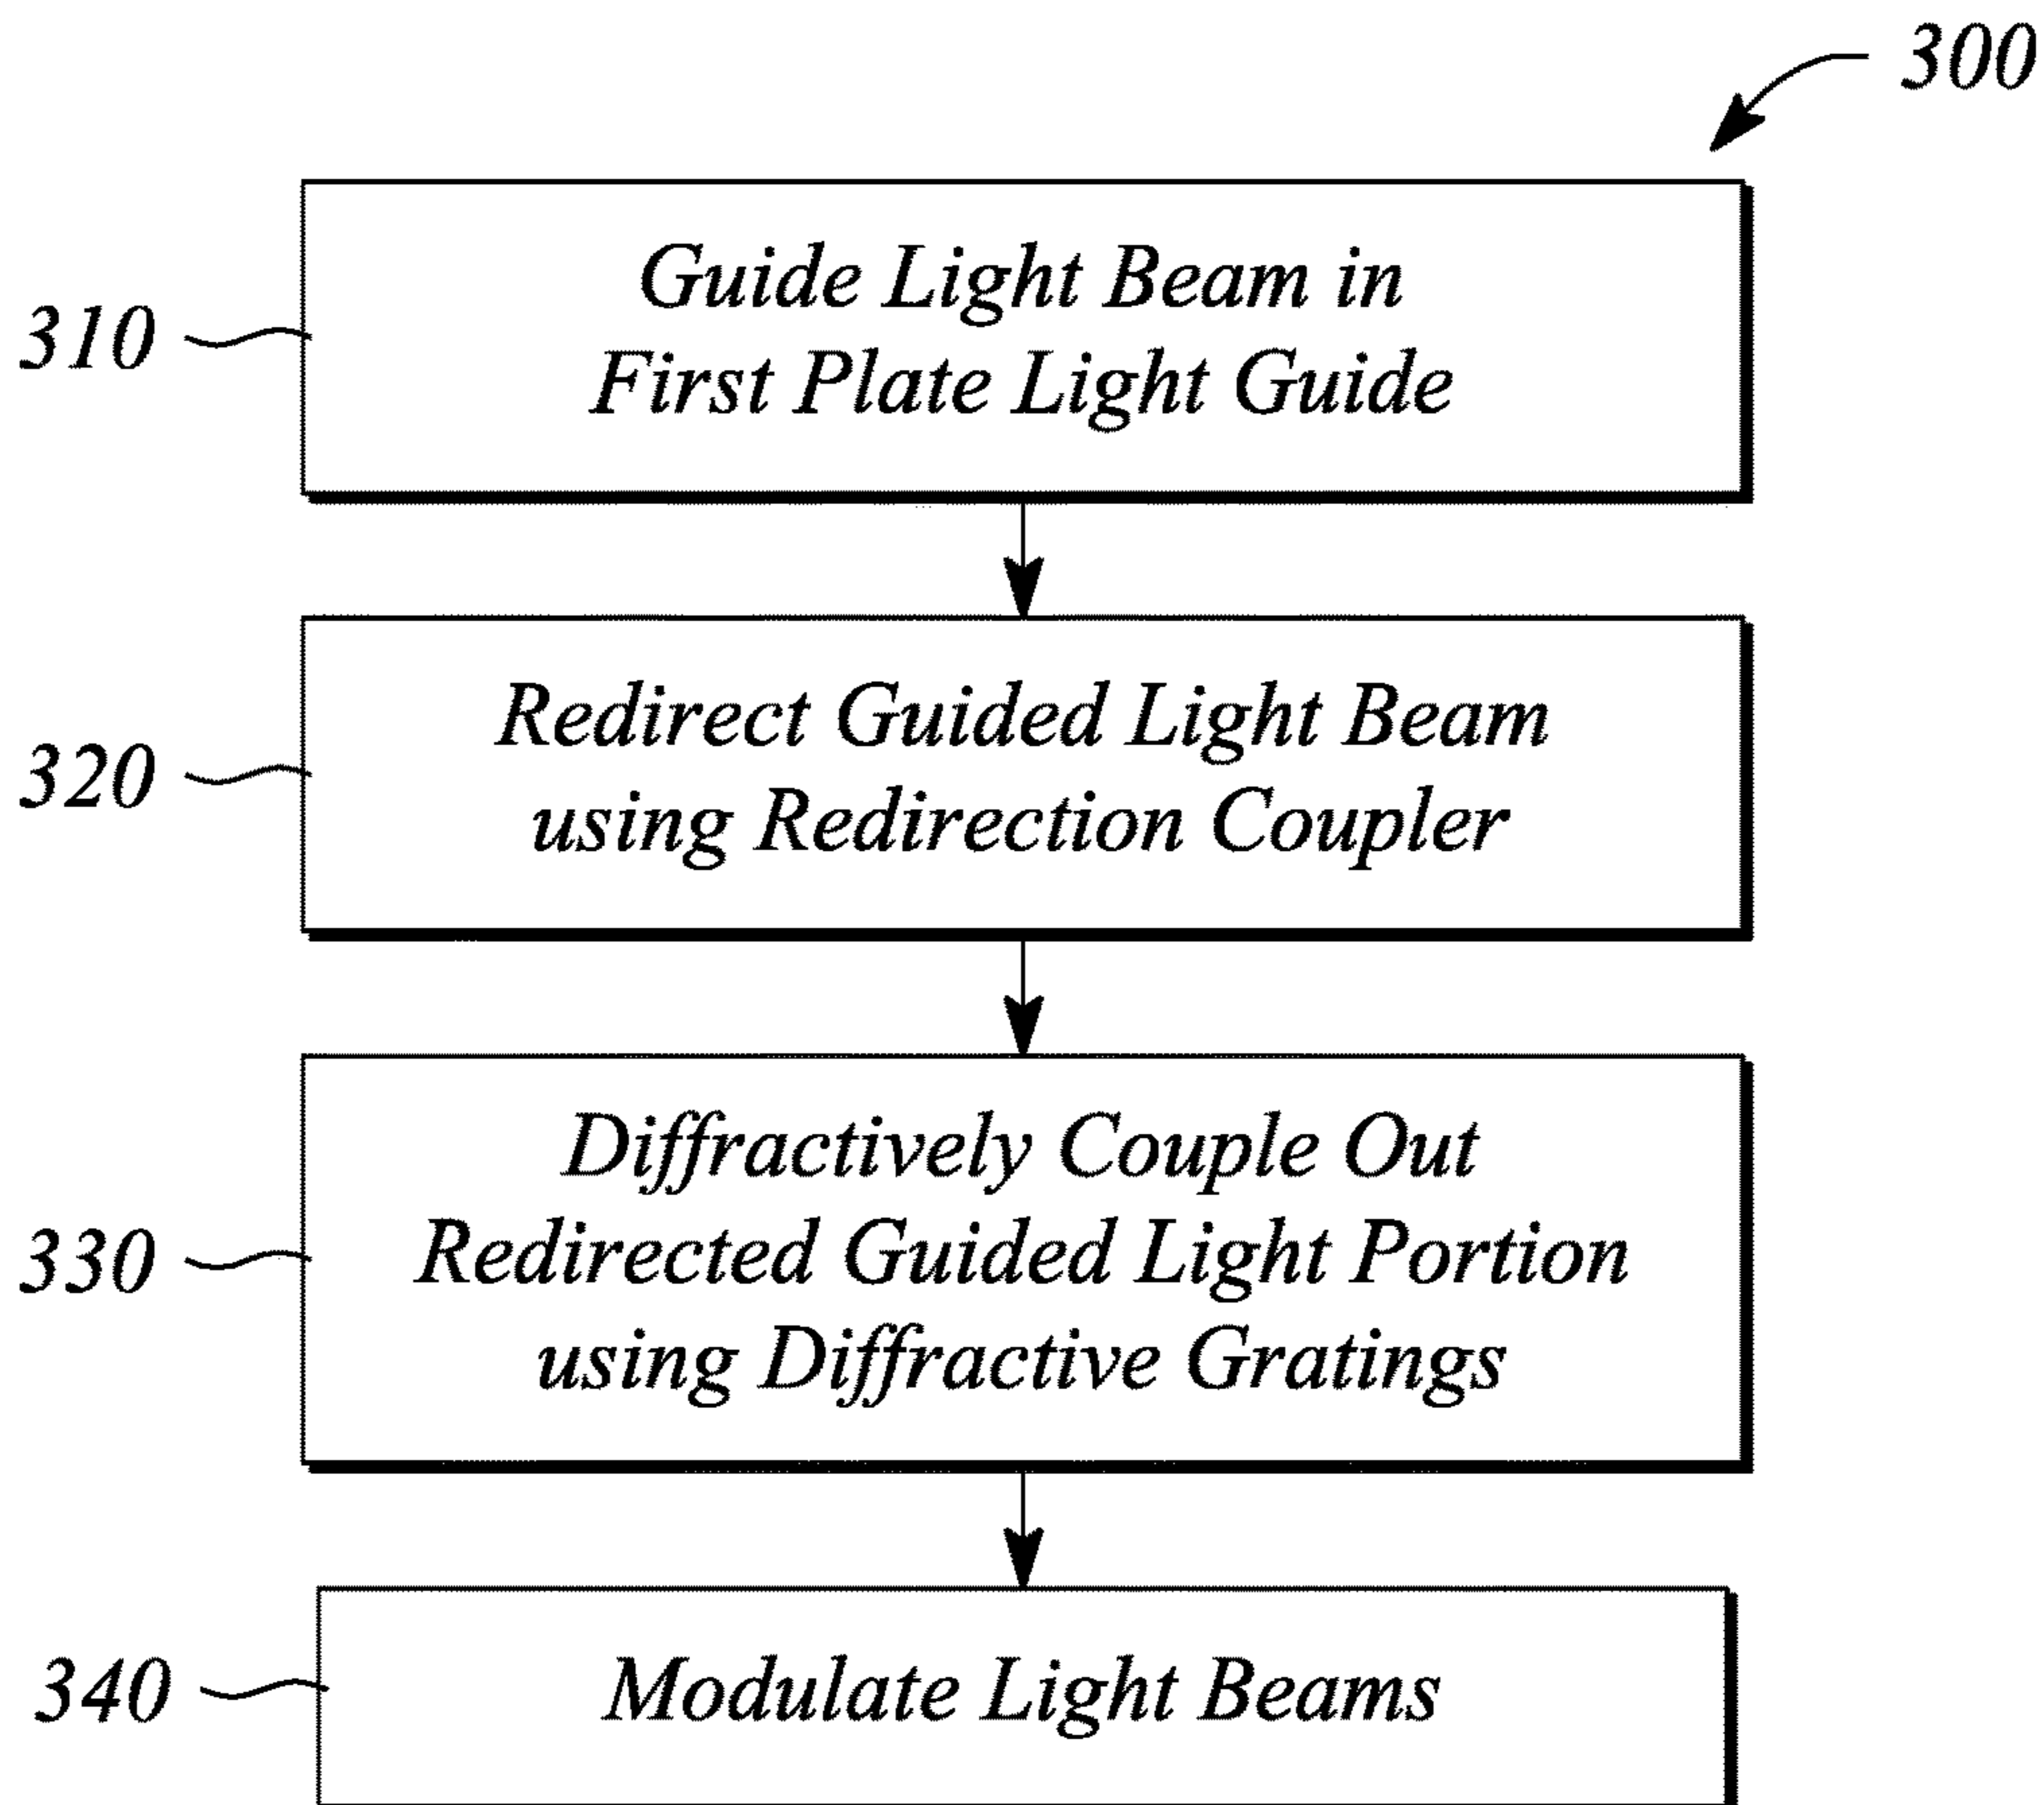 300
310
Guide Light Beam in
First Plate Light Guide
320
Redirect Guided Light Beam
using Redirection Coupler
330
Diffractively Couple Out
Redirected Guided Light Portion
using Diffractive Gratings
340
Modulate Light Beams